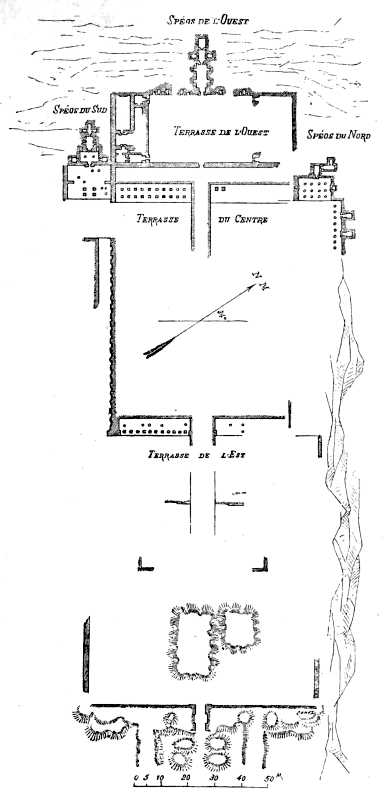 SPÉOS DE L'OUEST
SPÉOS DU SUD
TERRASSE DE L'OUEST
SPÉOS DU NORD
TERRASSE DU CENTRE
TERRASSE DE L'EST
0 5 10 20 30 40 50 M.